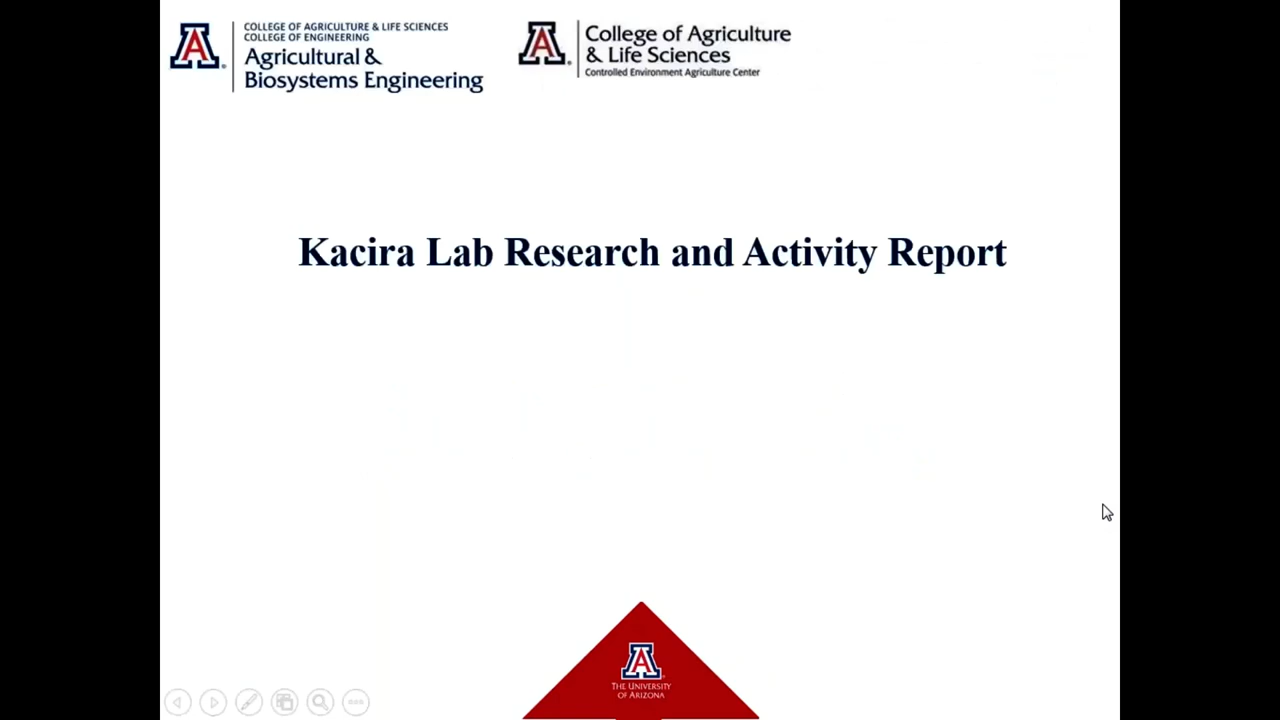 COLLEGE OF AGRICULTURE & LIFE SCIENCES
COLLEGE OF ENGINEERING
Agricultural &
Biosystems Engineering
College of Agriculture
& Life Sciences
Controlled Environment Agriculture Center
Kacira Lab Research and Activity Report
THE UNIVERSITY
OF ARIZONA